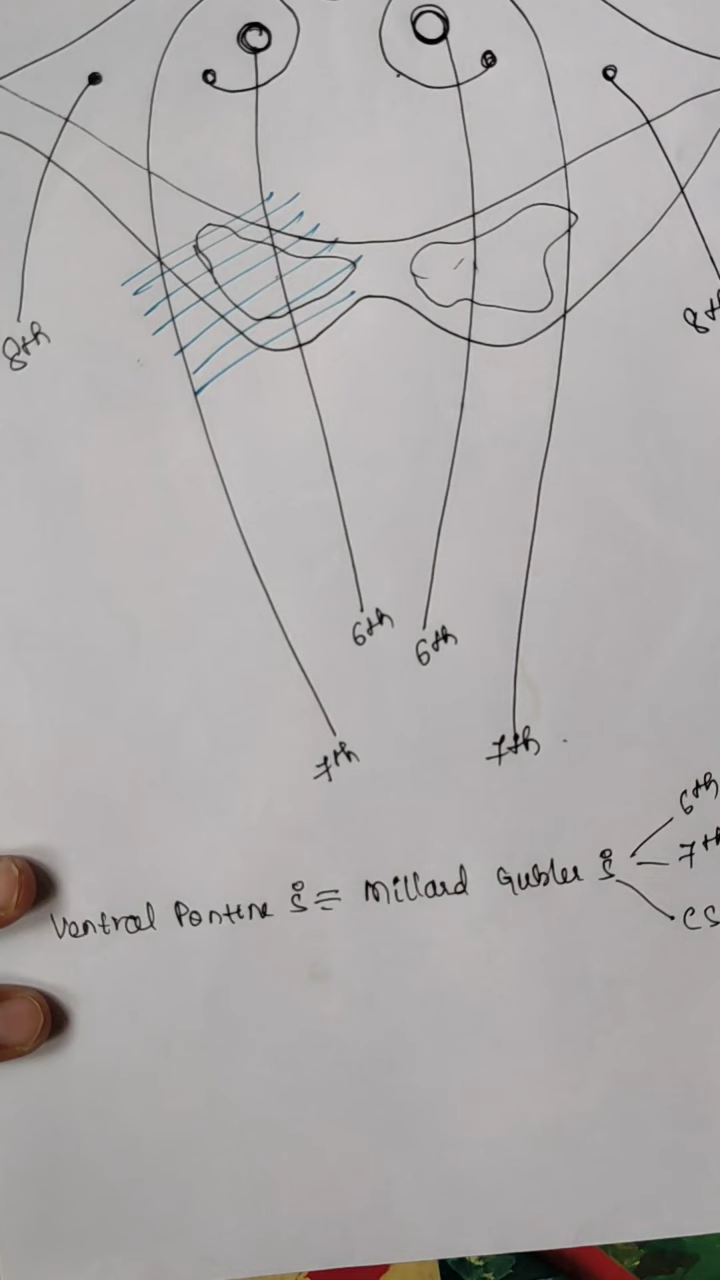 8th
8th
6th
6th
7th
7th
6th
Ventral Pontine S̊ ≡ Millard Gubler S̊
7th
CS